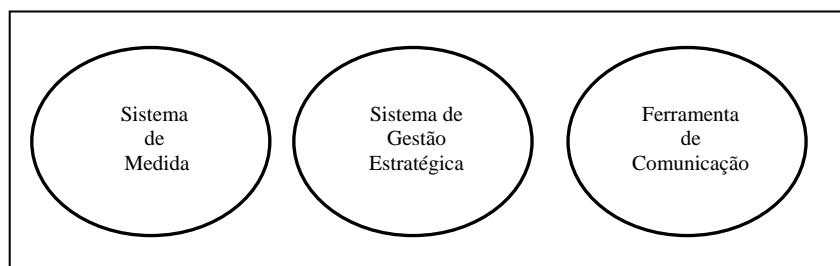 Sistema
de
Medida
Sistema de
Gestão
Estratégica
Ferramenta
de
Comunicação